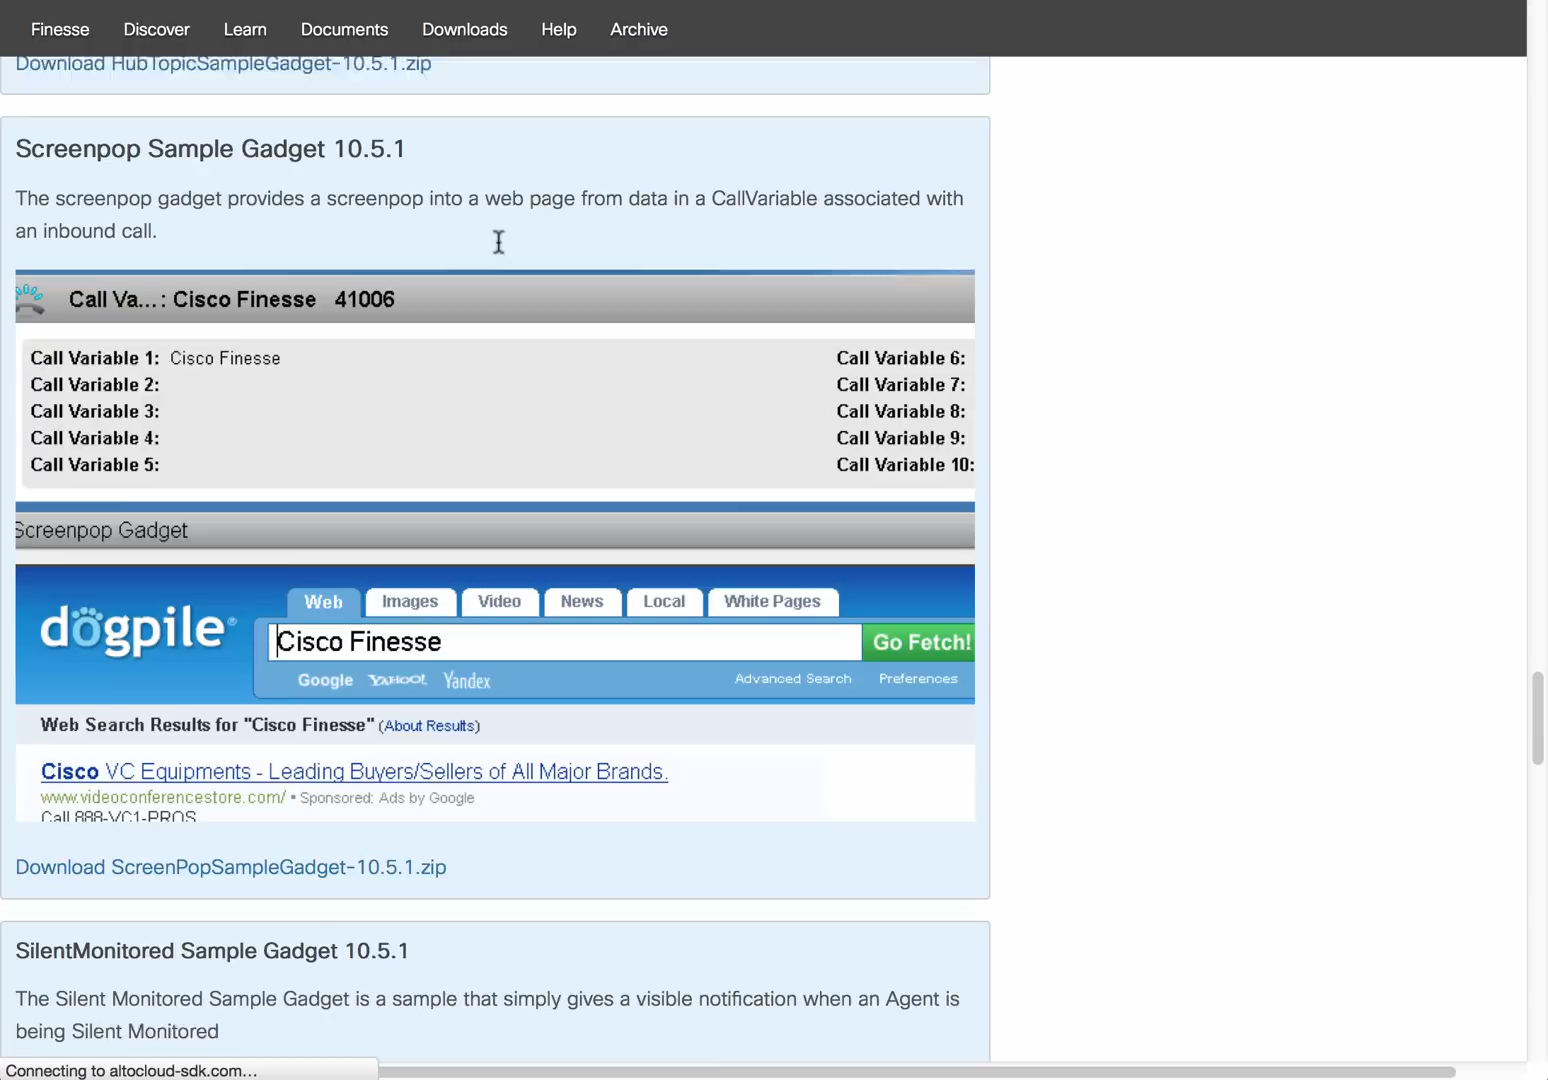 Finesse Discover Learn Documents Downloads Help Archive
Download HubTopicSampleGadget-10.5.1.zip
Screenpop Sample Gadget 10.5.1
The screenpop gadget provides a screenpop into a web page from data in a CallVariable associated with
an inbound call.
Call Va...: Cisco Finesse 41006
Call Variable 1: Cisco Finesse Call Variable 6:
Call Variable 2: Call Variable 7:
Call Variable 3: Call Variable 8:
Call Variable 4: Call Variable 9:
Call Variable 5: Call Variable 10:
Screenpop Gadget
Web Images Video News Local White Pages
dogpile®
Cisco Finesse Go Fetch!
Google YAHOO! Yandex Advanced Search Preferences
Web Search Results for "Cisco Finesse" (About Results)
Cisco VC Equipments - Leading Buyers/Sellers of All Major Brands.
www.videoconferencestore.com/ • Sponsored: Ads by Google
Call 888-VC1-PROS
Download ScreenPopSampleGadget-10.5.1.zip
SilentMonitored Sample Gadget 10.5.1
The Silent Monitored Sample Gadget is a sample that simply gives a visible notification when an Agent is
being Silent Monitored
Connecting to altocloud-sdk.com...